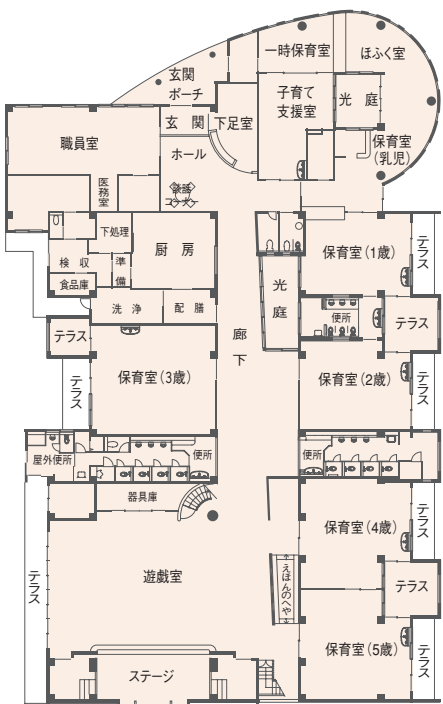 一時保育室
ほふく室
玄関
ポーチ
子育て
支援室
光庭
玄関
下足室
職員室
ホール
保育室
(乳児)
医務室
談話
コーナー
下処理
厨房
検収
準備
食品庫
洗浄
配膳
保育室(1歳)
テラス
光庭
便所
テラス
テラス
廊下
保育室(3歳)
テラス
保育室(2歳)
テラス
屋外便所
便所
便所
器具庫
保育室(4歳)
テラス
テラス
遊戯室
えほんのへや
テラス
保育室(5歳)
テラス
ステージ